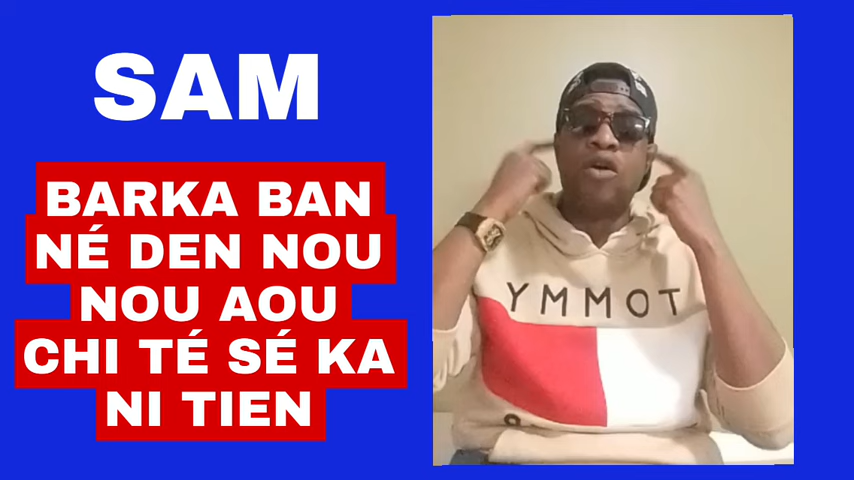 SAM
BARKA BAN
NÉ DEN NOU
NOU AOU
CHI TÉ SÉ KA
NI TIEN
YMMOT